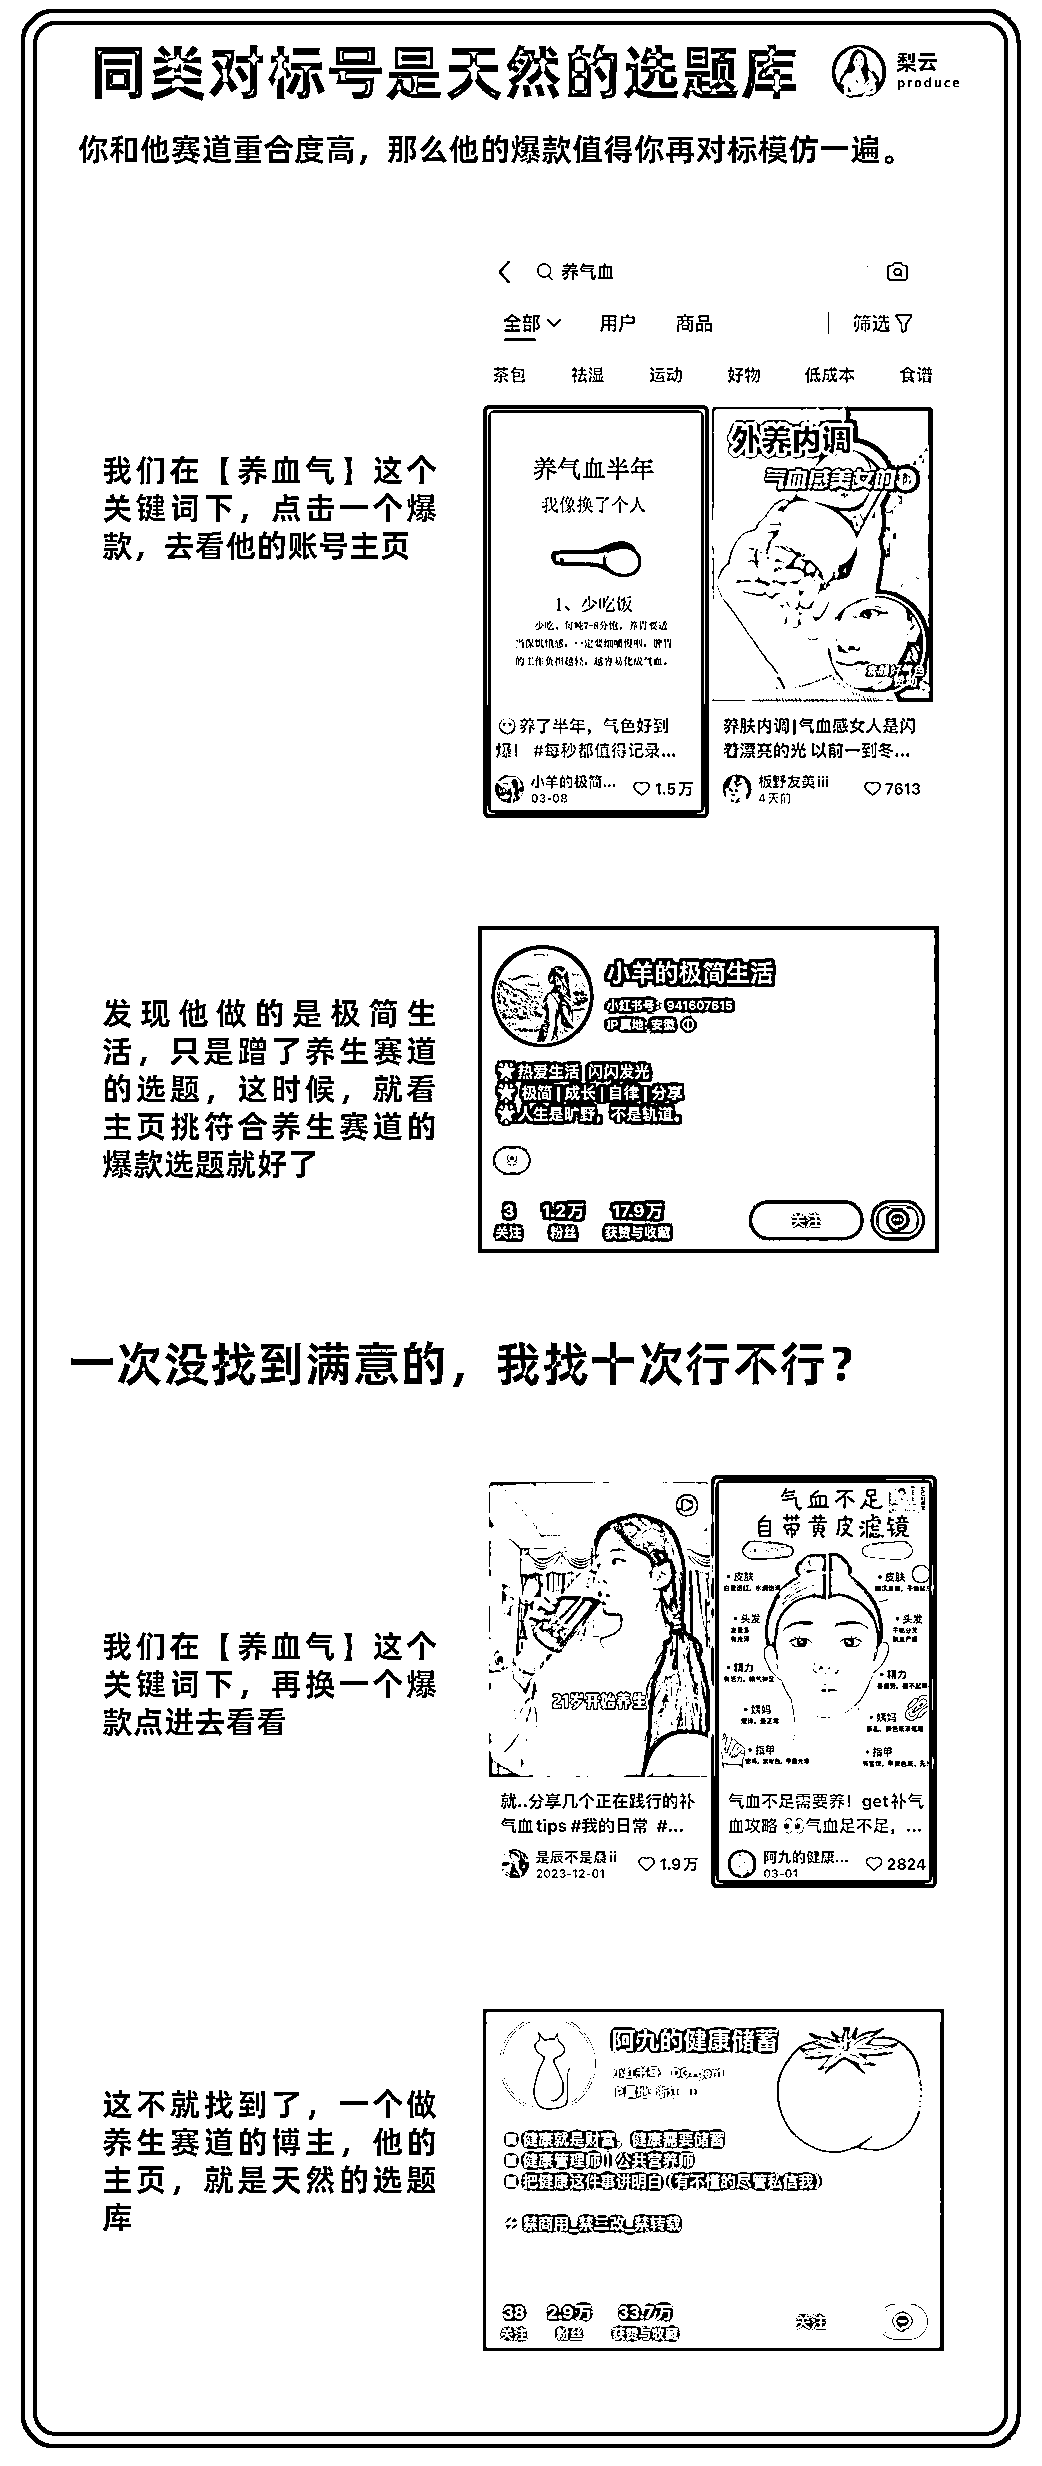 同类对标号是天然的选题库
梨云
produce
你和他赛道重合度高，那么他的爆款值得你再对标模仿一遍。
养气血
全部 用户 商品 筛选
茶包 祛湿 运动 好物 低成本 食谱
我们在【养血气】这个
关键词下，点击一个爆
款，去看他的账号主页
养气血半年
我像换了个人
1、少吃饭
养了半年，气色好到
爆！ #每秒都值得记录...
小羊的极简...
03-08
1.5万
外养内调
气血感美女的
养肤内调|气血感女人是闪
着漂亮的光 以前一到冬...
板野友美iii
4天前
7613
发现他做的是极简生
活，只是蹭了养生赛道
的选题，这时候，就看
主页挑符合养生赛道的
爆款选题就好了
小羊的极简生活
小红书号：941607615
IP属地：安徽
热爱生活 闪闪发光
极简|成长|自律|分享
人生是旷野，不是轨道。
3 1.2万 17.9万
关注 粉丝 获赞与收藏
关注
一次没找到满意的，我找十次行不行？
我们在【养血气】这个
关键词下，再换一个爆
款点进去看看
21岁开始养生
就..分享几个正在践行的补
气血tips #我的日常 #...
2023-12-01
1.9万
气血不足
自带黄皮滤镜
皮肤 皮肤
头发 头发
精力 精力
姨妈 姨妈
指甲 指甲
气血不足需要养！get补气
血攻略 👀气血足不足，...
阿九的健康...
03-01
2824
这不就找到了，一个做
养生赛道的博主，他的
主页，就是天然的选题
库
阿九的健康储蓄
健康就是财富，健康需要储蓄
健康管理师||公共营养师
把健康这件事讲明白(有不懂的尽管私信我)
禁商用_禁二改_禁转载
38 2.9万 33.7万
关注 粉丝 获赞与收藏
关注